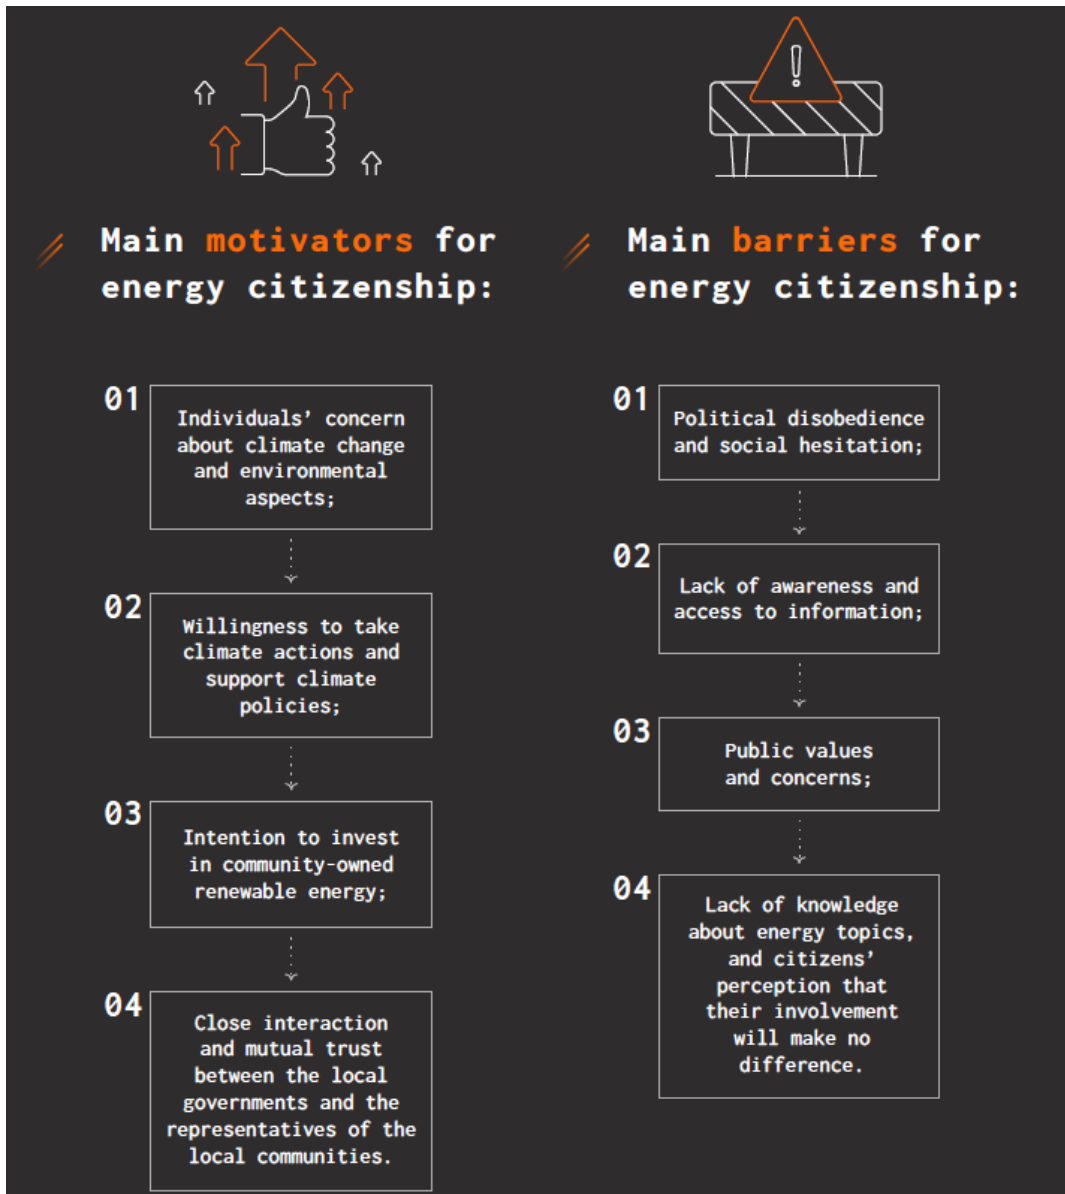 Main motivators for
energy citizenship:
01
Individuals’ concern
about climate change
and environmental
aspects;
02
Willingness to take
climate actions and
support climate
policies;
03
Intention to invest
in community-owned
renewable energy;
04
Close interaction
and mutual trust
between the local
governments and the
representatives of the
local communities.
Main barriers for
energy citizenship:
01
Political disobedience
and social hesitation;
02
Lack of awareness and
access to information;
03
Public values
and concerns;
04
Lack of knowledge
about energy topics,
and citizens’
perception that
their involvement
will make no
difference.